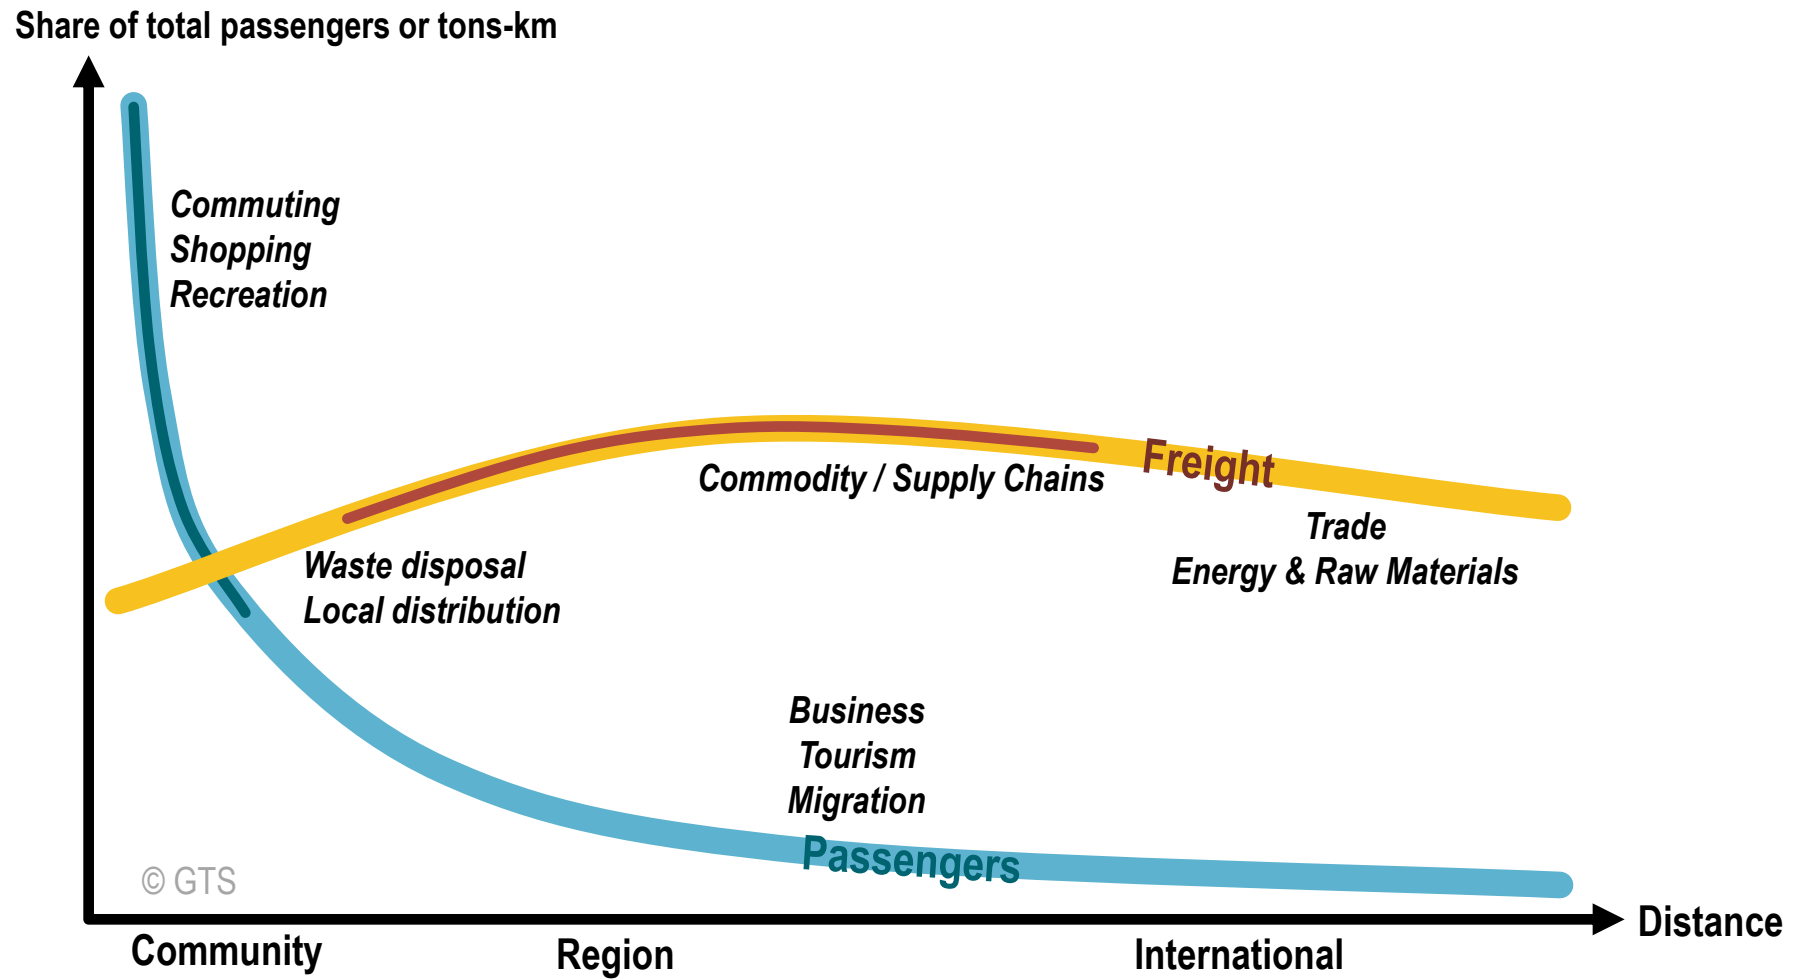 Share of total passengers or tons-km
Commuting
Shopping
Recreation
Commodity / Supply Chains
Freight
Trade
Energy & Raw Materials
Waste disposal
Local distribution
Business
Tourism
Migration
Passengers
© GTS
Distance
Community
Region
International